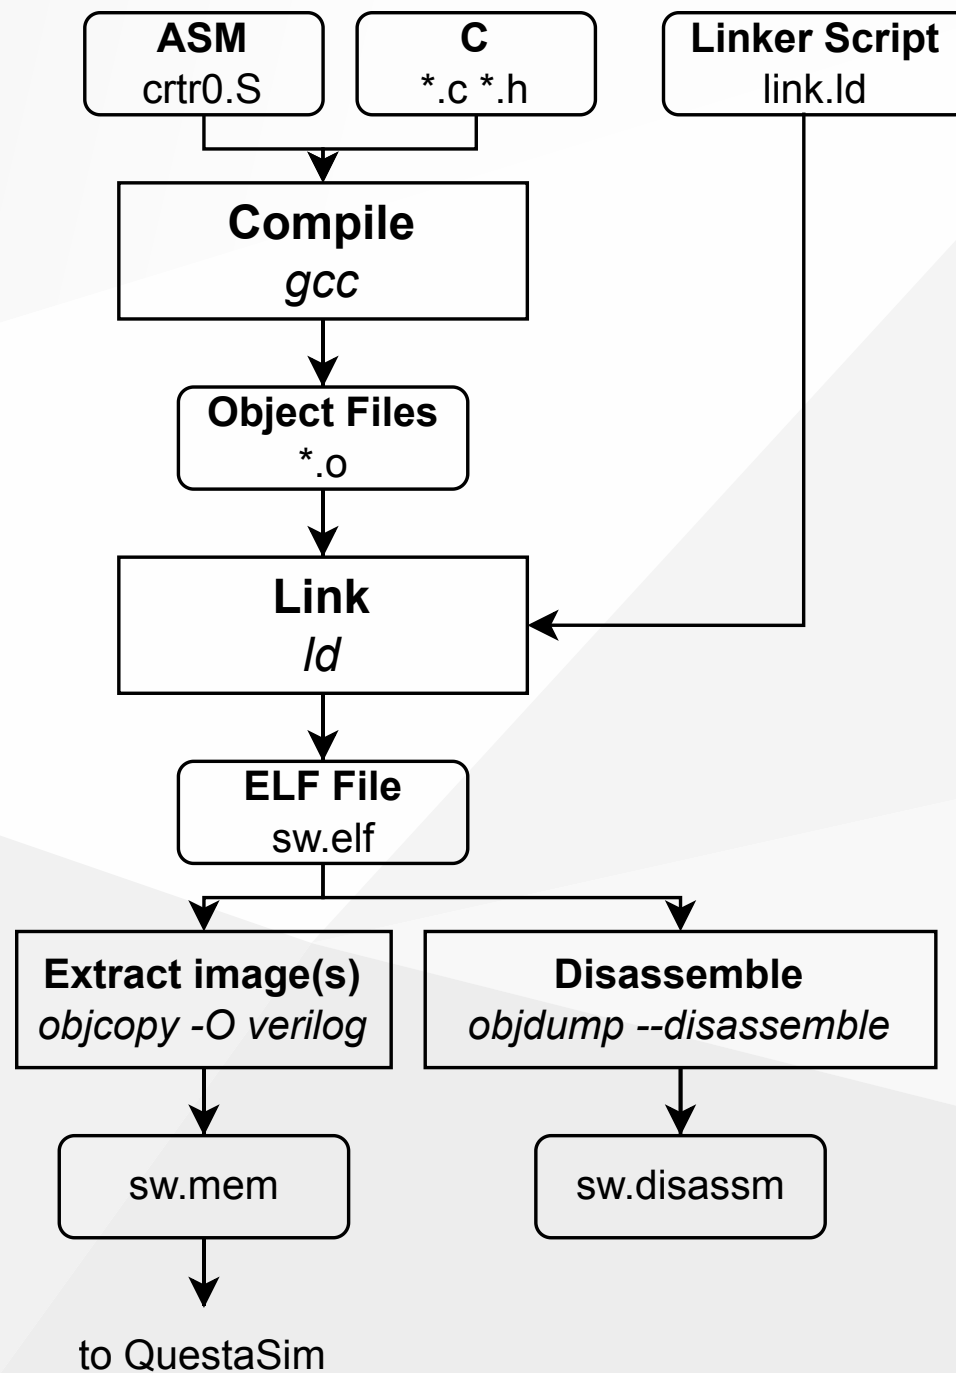 ASM
crtr0.S
C
*.c *.h
Linker Script
link.ld
Compile
gcc
Object Files
*.o
Link
ld
ELF File
sw.elf
Extract image(s)
objcopy -O verilog
Disassemble
objdump --disassemble
sw.mem
sw.disassm
to QuestaSim